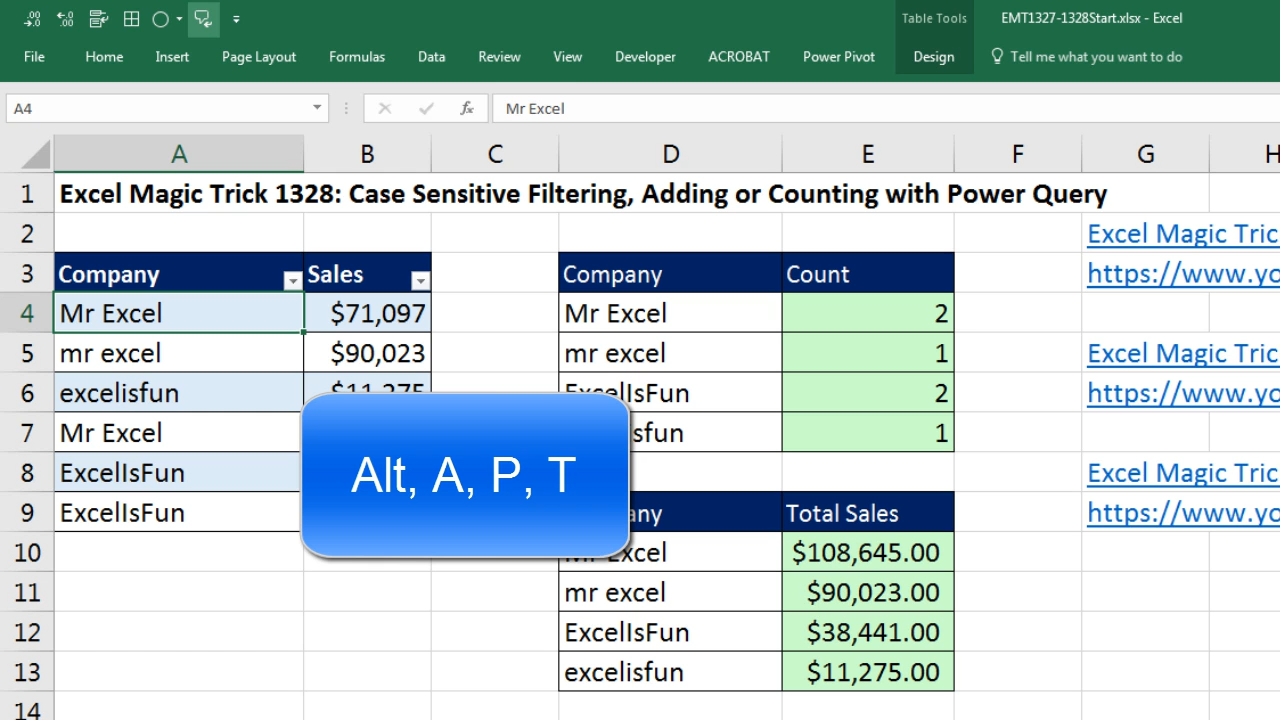 Table Tools EMT1327-1328Start.xlsx - Excel
File Home Insert Page Layout Formulas Data Review View Developer ACROBAT Power Pivot Design Tell me what you want to do
A4 fx Mr Excel
A B C D E F G H
1 Excel Magic Trick 1328: Case Sensitive Filtering, Adding or Counting with Power Query
2 Excel Magic Tric
3 Company Sales Company Count https://www.yo
4 Mr Excel $71,097 Mr Excel 2
5 mr excel $90,023 mr excel 1 Excel Magic Tric
6 excelisfun $11,275 ExcelIsFun 2 https://www.yo
7 Mr Excel sfun 1
8 ExcelIsFun Excel Magic Tric
Alt, A, P, T
9 ExcelIsFun any Total Sales https://www.yo
10 Mr Excel $108,645.00
11 mr excel $90,023.00
12 ExcelIsFun $38,441.00
13 excelisfun $11,275.00
14